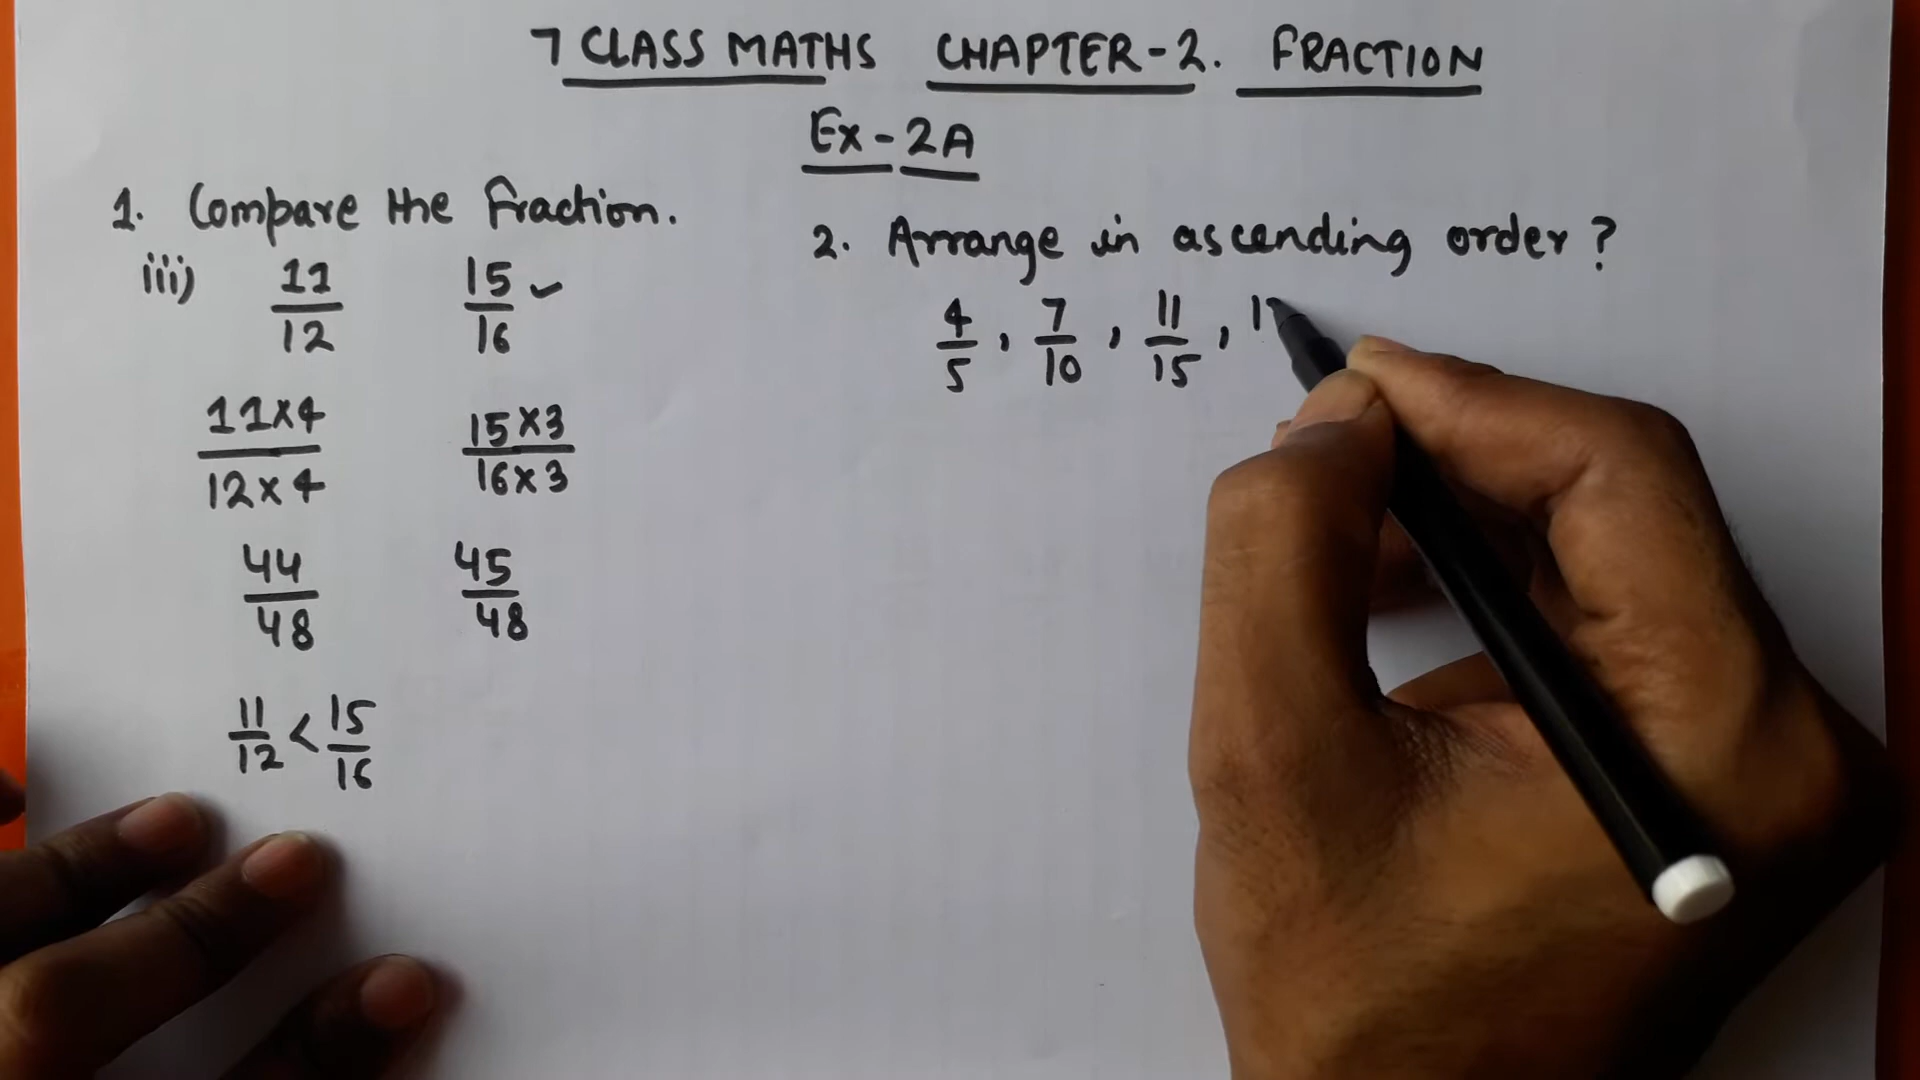 7 CLASS MATHS CHAPTER-2. FRACTION
Ex-2A
1. Compare the fraction.
iii) 11/12 15/16 ✓
11×4/12×4 15×3/16×3
44/48 45/48
11/12 < 15/16
2. Arrange in ascending order?
4/5, 7/10, 11/15,